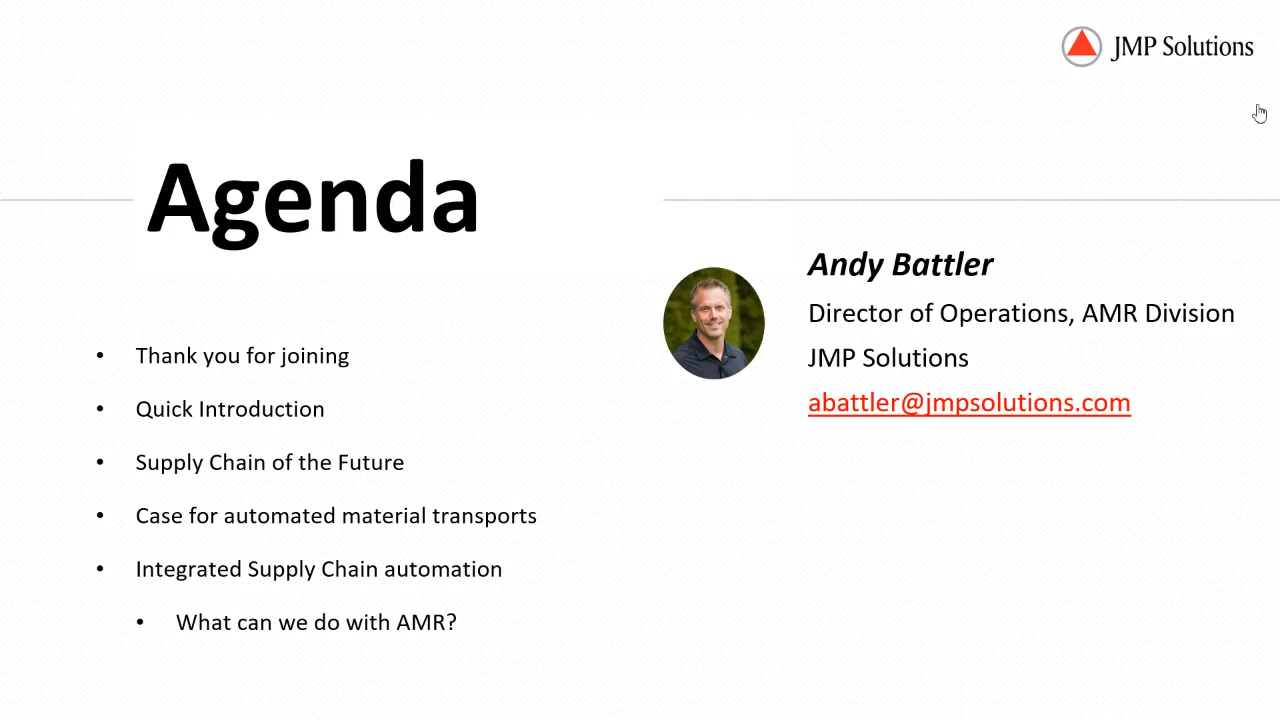 JMP Solutions
Agenda
• Thank you for joining
• Quick Introduction
• Supply Chain of the Future
• Case for automated material transports
• Integrated Supply Chain automation
• What can we do with AMR?
Andy Battler
Director of Operations, AMR Division
JMP Solutions
abattler@jmpsolutions.com